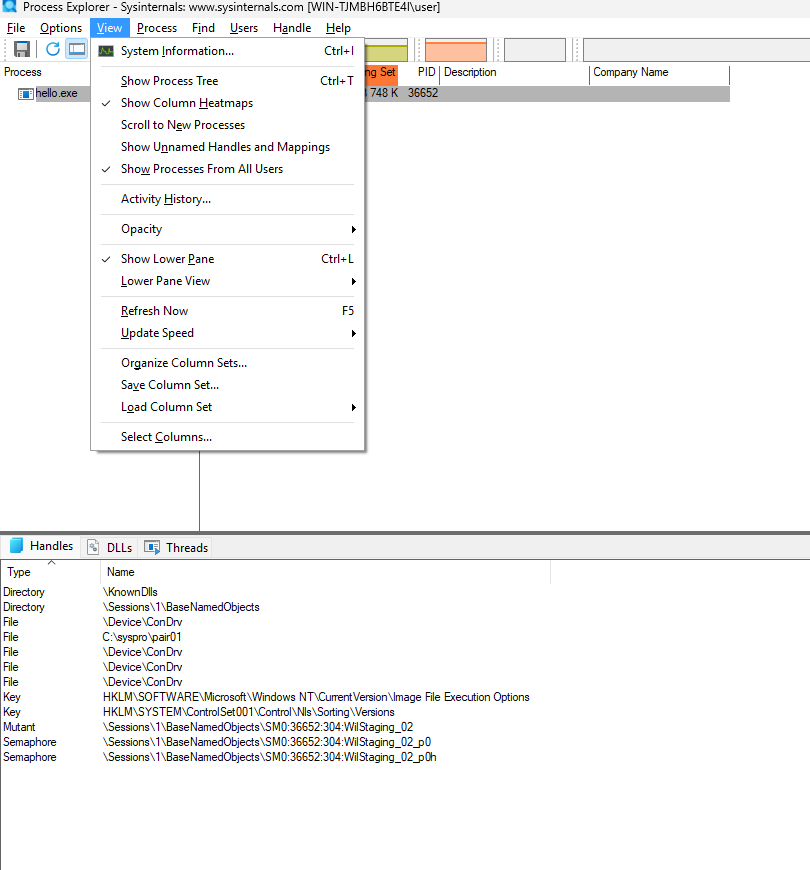 Process Explorer - Sysinternals: www.sysinternals.com [WIN-TJMBH6BTE4I\user]
File Options View Process Find Users Handle Help
System Information... Ctrl+I
Process ng Set PID Description Company Name
Show Process Tree Ctrl+T
hello.exe 748 K 36652
Show Column Heatmaps
Scroll to New Processes
Show Unnamed Handles and Mappings
Show Processes From All Users
Activity History...
Opacity
Show Lower Pane Ctrl+L
Lower Pane View
Refresh Now F5
Update Speed
Organize Column Sets...
Save Column Set...
Load Column Set
Select Columns...
Handles DLLs Threads
Type Name
Directory \KnownDlls
Directory \Sessions\1\BaseNamedObjects
File \Device\ConDrv
File C:\syspro\pair01
File \Device\ConDrv
File \Device\ConDrv
File \Device\ConDrv
Key HKLM\SOFTWARE\Microsoft\Windows NT\CurrentVersion\Image File Execution Options
Key HKLM\SYSTEM\ControlSet001\Control\Nls\Sorting\Versions
Mutant \Sessions\1\BaseNamedObjects\SM0:36652:304:WilStaging_02
Semaphore \Sessions\1\BaseNamedObjects\SM0:36652:304:WilStaging_02_p0
Semaphore \Sessions\1\BaseNamedObjects\SM0:36652:304:WilStaging_02_p0h